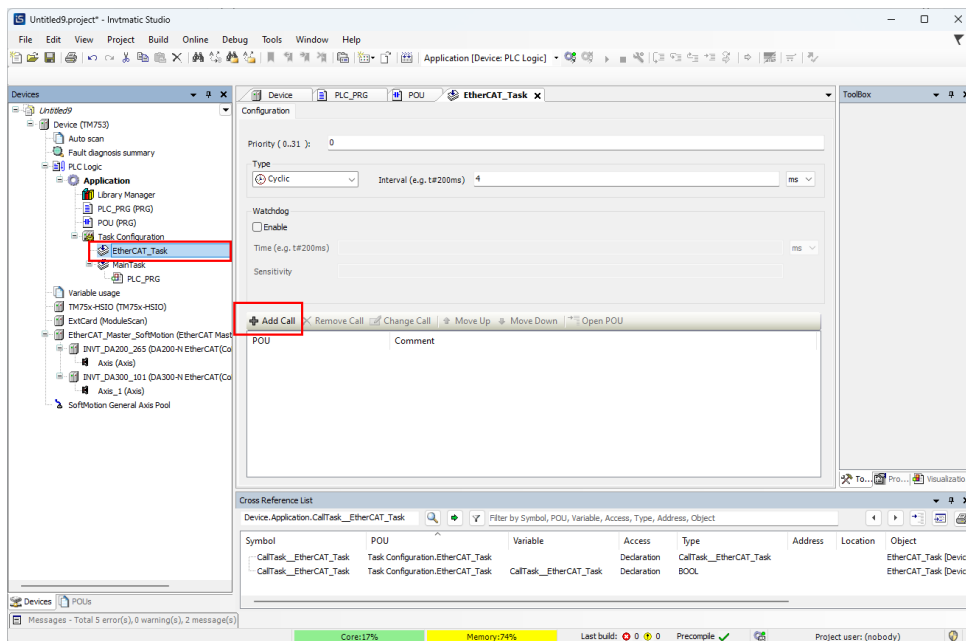 Untitled9.project* - Invtmatic Studio
File Edit View Project Build Online Debug Tools Window Help
Application [Device: PLC Logic]
Devices
Untitled9
Device (TM753)
Auto scan
Fault diagnosis summary
PLC Logic
Application
Library Manager
PLC_PRG (PRG)
POU (PRG)
Task Configuration
EtherCAT_Task
MainTask
PLC_PRG
Variable usage
TM75x-HSIO (TM75x-HSIO)
ExtCard (ModuleScan)
EtherCAT_Master_SoftMotion (EtherCAT Mast
INVT_DA200_265 (DA200-N EtherCAT(Co
Axis (Axis)
INVT_DA300_101 (DA300-N EtherCAT(Co
Axis_1 (Axis)
SoftMotion General Axis Pool
Devices POUs
Device PLC_PRG POU EtherCAT_Task
Configuration
Priority ( 0..31 ): 0
Type
Cyclic Interval (e.g. t#200ms) 4 ms
Watchdog
Enable
Time (e.g. t#200ms) ms
Sensitivity
Add Call Remove Call Change Call Move Up Move Down Open POU
POU Comment
ToolBox
To... Pro... Visualizatio
Cross Reference List
Device.Application.CallTask__EtherCAT_Task Filter by Symbol, POU, Variable, Access, Type, Address, Object
Symbol POU Variable Access Type Address Location Object
CallTask__EtherCAT_Task Task Configuration.EtherCAT_Task Declaration CallTask__EtherCAT_Task EtherCAT_Task [Devic
CallTask__EtherCAT_Task Task Configuration.EtherCAT_Task CallTask__EtherCAT_Task Declaration BOOL EtherCAT_Task [Devic
Messages - Total 5 error(s), 0 warning(s), 2 message(s)
Core:17% Memory:74% Last build: 0 0 Precompile Project user: (nobody)